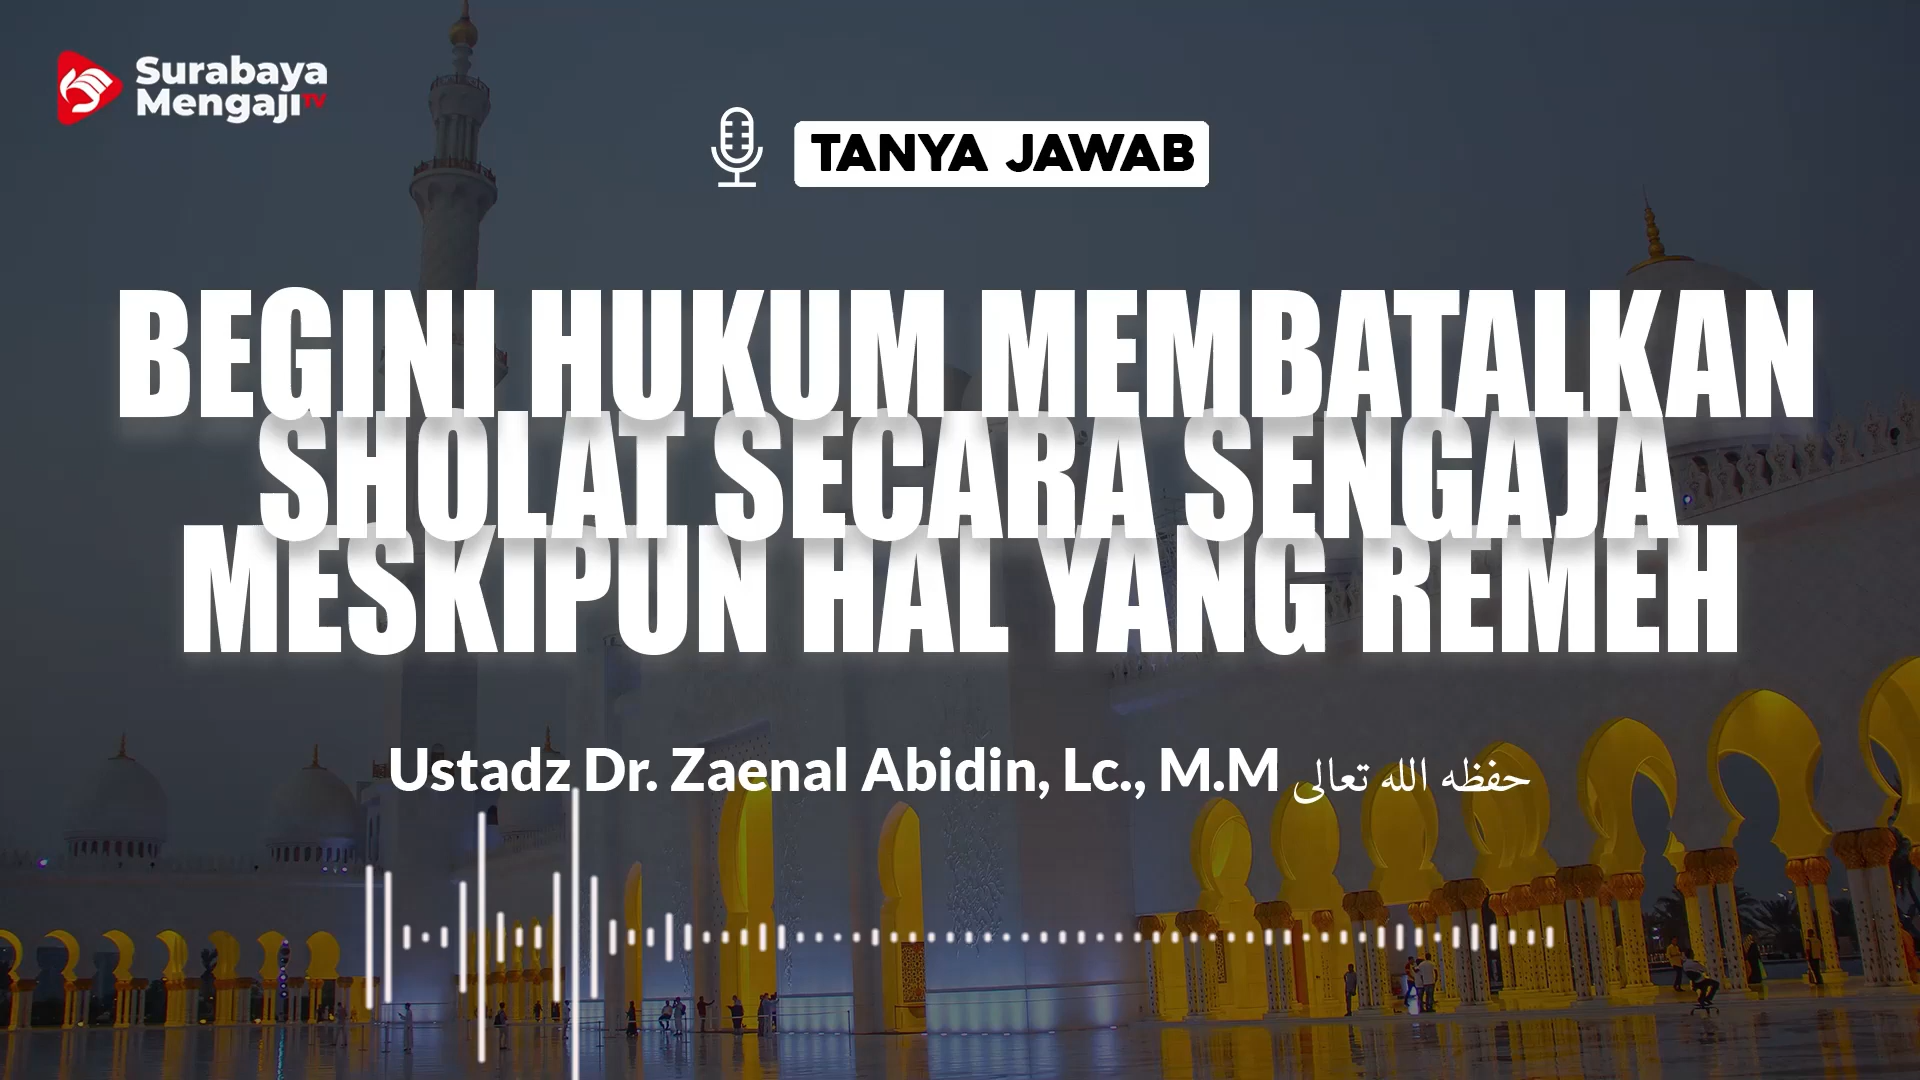 Surabaya
MengajiTV
TANYA JAWAB
BEGINI HUKUM MEMBATALKAN
SHOLAT SECARA SENGAJA
MESKIPUN HAL YANG REMEH
Ustadz Dr. Zaenal Abidin, Lc., M.M حفظه الله تعالى